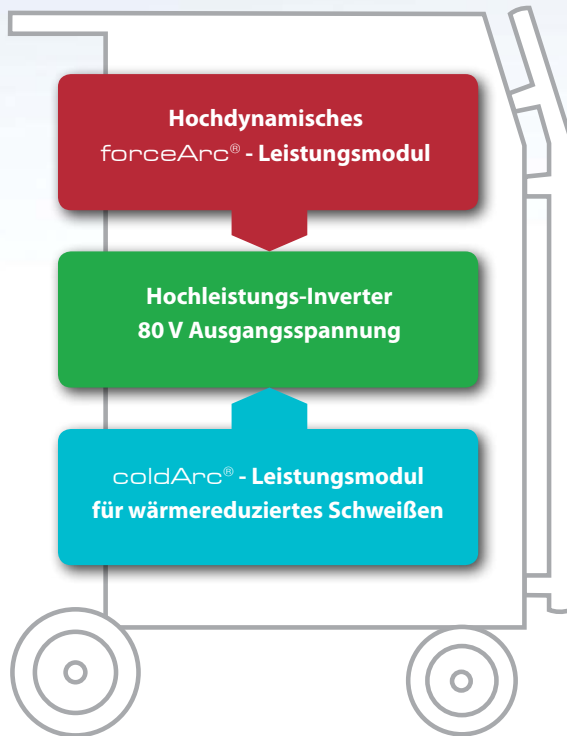 Hochdynamisches
forceArc® - Leistungsmodul
Hochleistungs-Inverter
80 V Ausgangsspannung
coldArc® - Leistungsmodul
für wärmereduziertes Schweißen